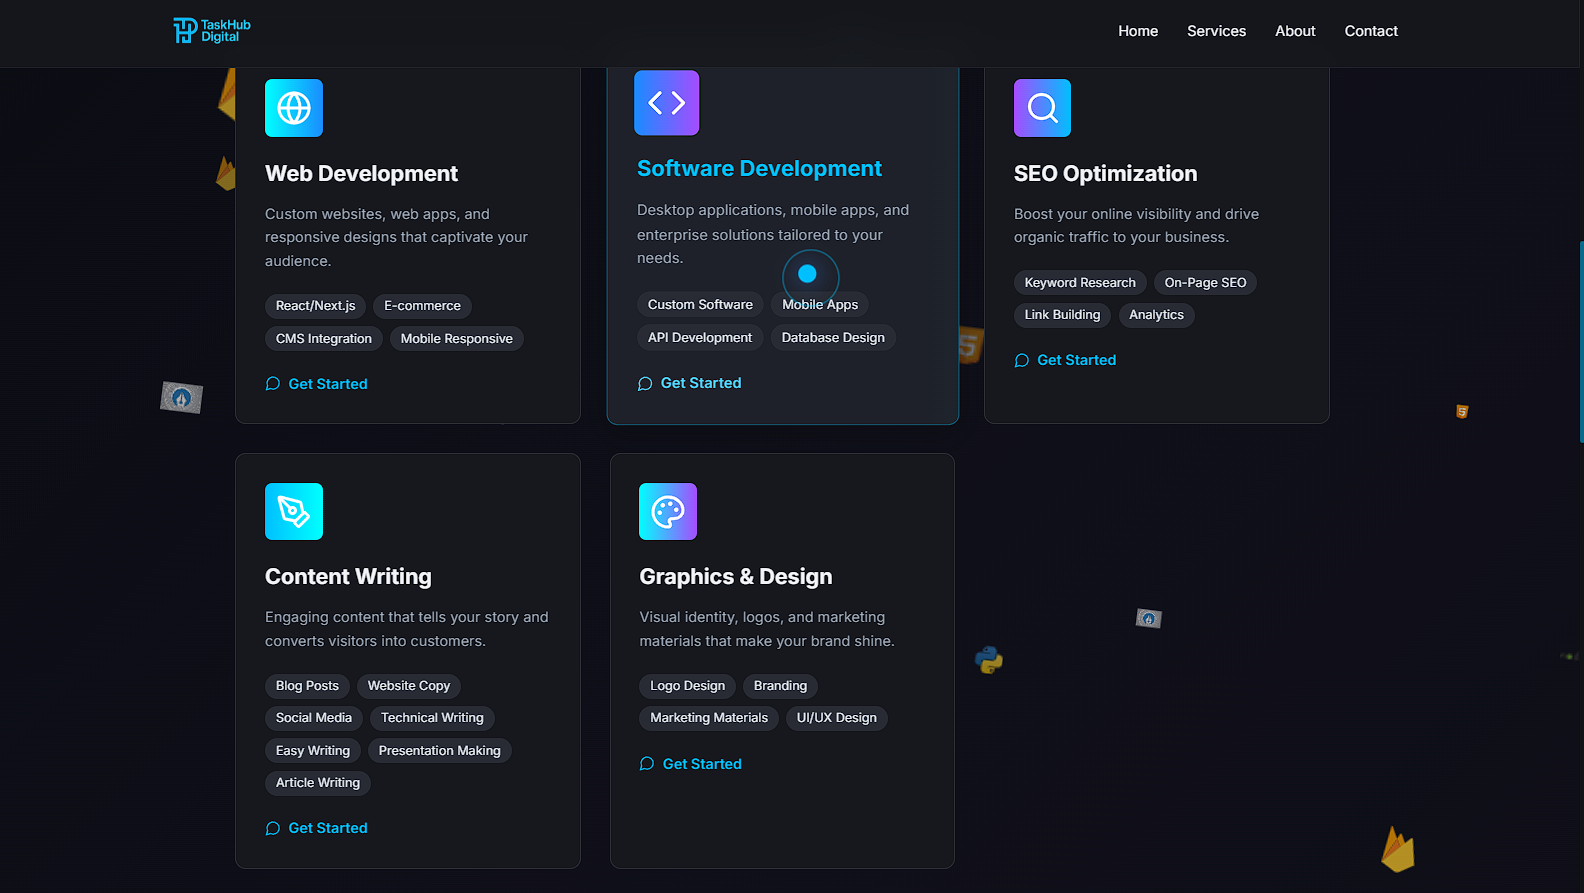 TaskHub
Digital
Home
Services
About
Contact
Web Development
Custom websites, web apps, and
responsive designs that captivate your
audience.
React/Next.js
E-commerce
CMS Integration
Mobile Responsive
Get Started
Software Development
Desktop applications, mobile apps, and
enterprise solutions tailored to your
needs.
Custom Software
Mobile Apps
API Development
Database Design
Get Started
SEO Optimization
Boost your online visibility and drive
organic traffic to your business.
Keyword Research
On-Page SEO
Link Building
Analytics
Get Started
Content Writing
Engaging content that tells your story and
converts visitors into customers.
Blog Posts
Website Copy
Social Media
Technical Writing
Easy Writing
Presentation Making
Article Writing
Get Started
Graphics & Design
Visual identity, logos, and marketing
materials that make your brand shine.
Logo Design
Branding
Marketing Materials
UI/UX Design
Get Started
5
5